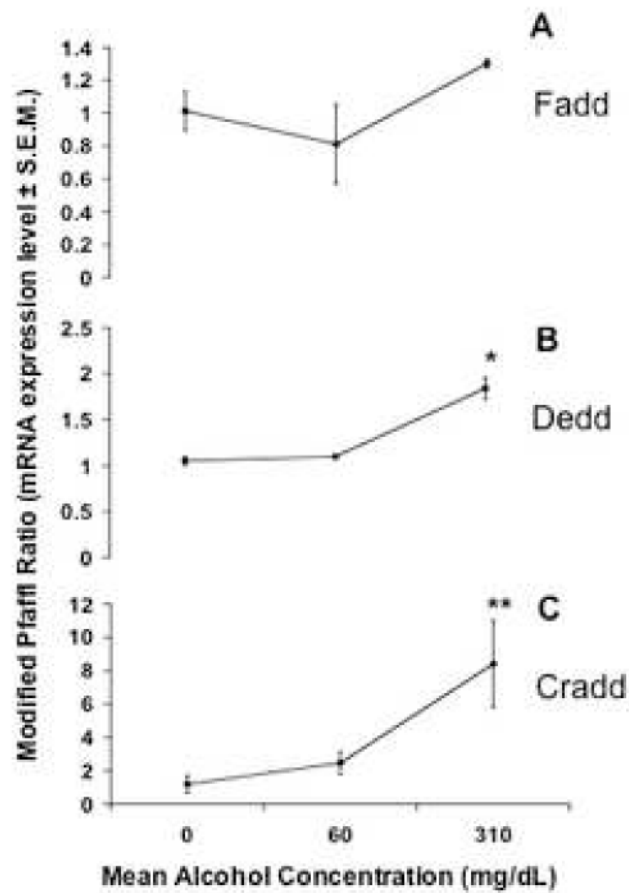 Modified Pfaffl Ratio (mRNA expression level ± S.E.M.)
A
Fadd
1.4
1.2
1
0.8
0.6
0.4
0.2
0
B
*
Dedd
2.5
2
1.5
1
0.5
0
C
**
Cradd
12
10
8
6
4
2
0
0 60 310
Mean Alcohol Concentration (mg/dL)